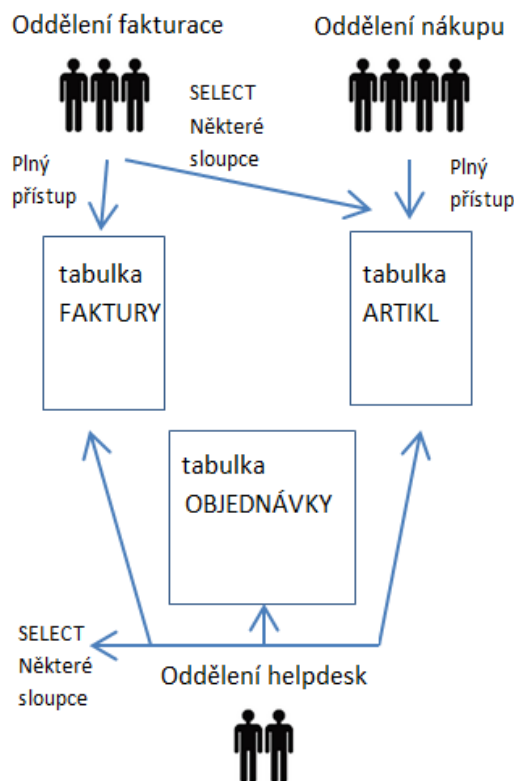 Oddělení fakturace
Oddělení nákupu
SELECT
Některé
sloupce
Plný
přístup
Plný
přístup
tabulka
FAKTURY
tabulka
ARTIKL
tabulka
OBJEDNÁVKY
SELECT
Některé
sloupce
Oddělení helpdesk